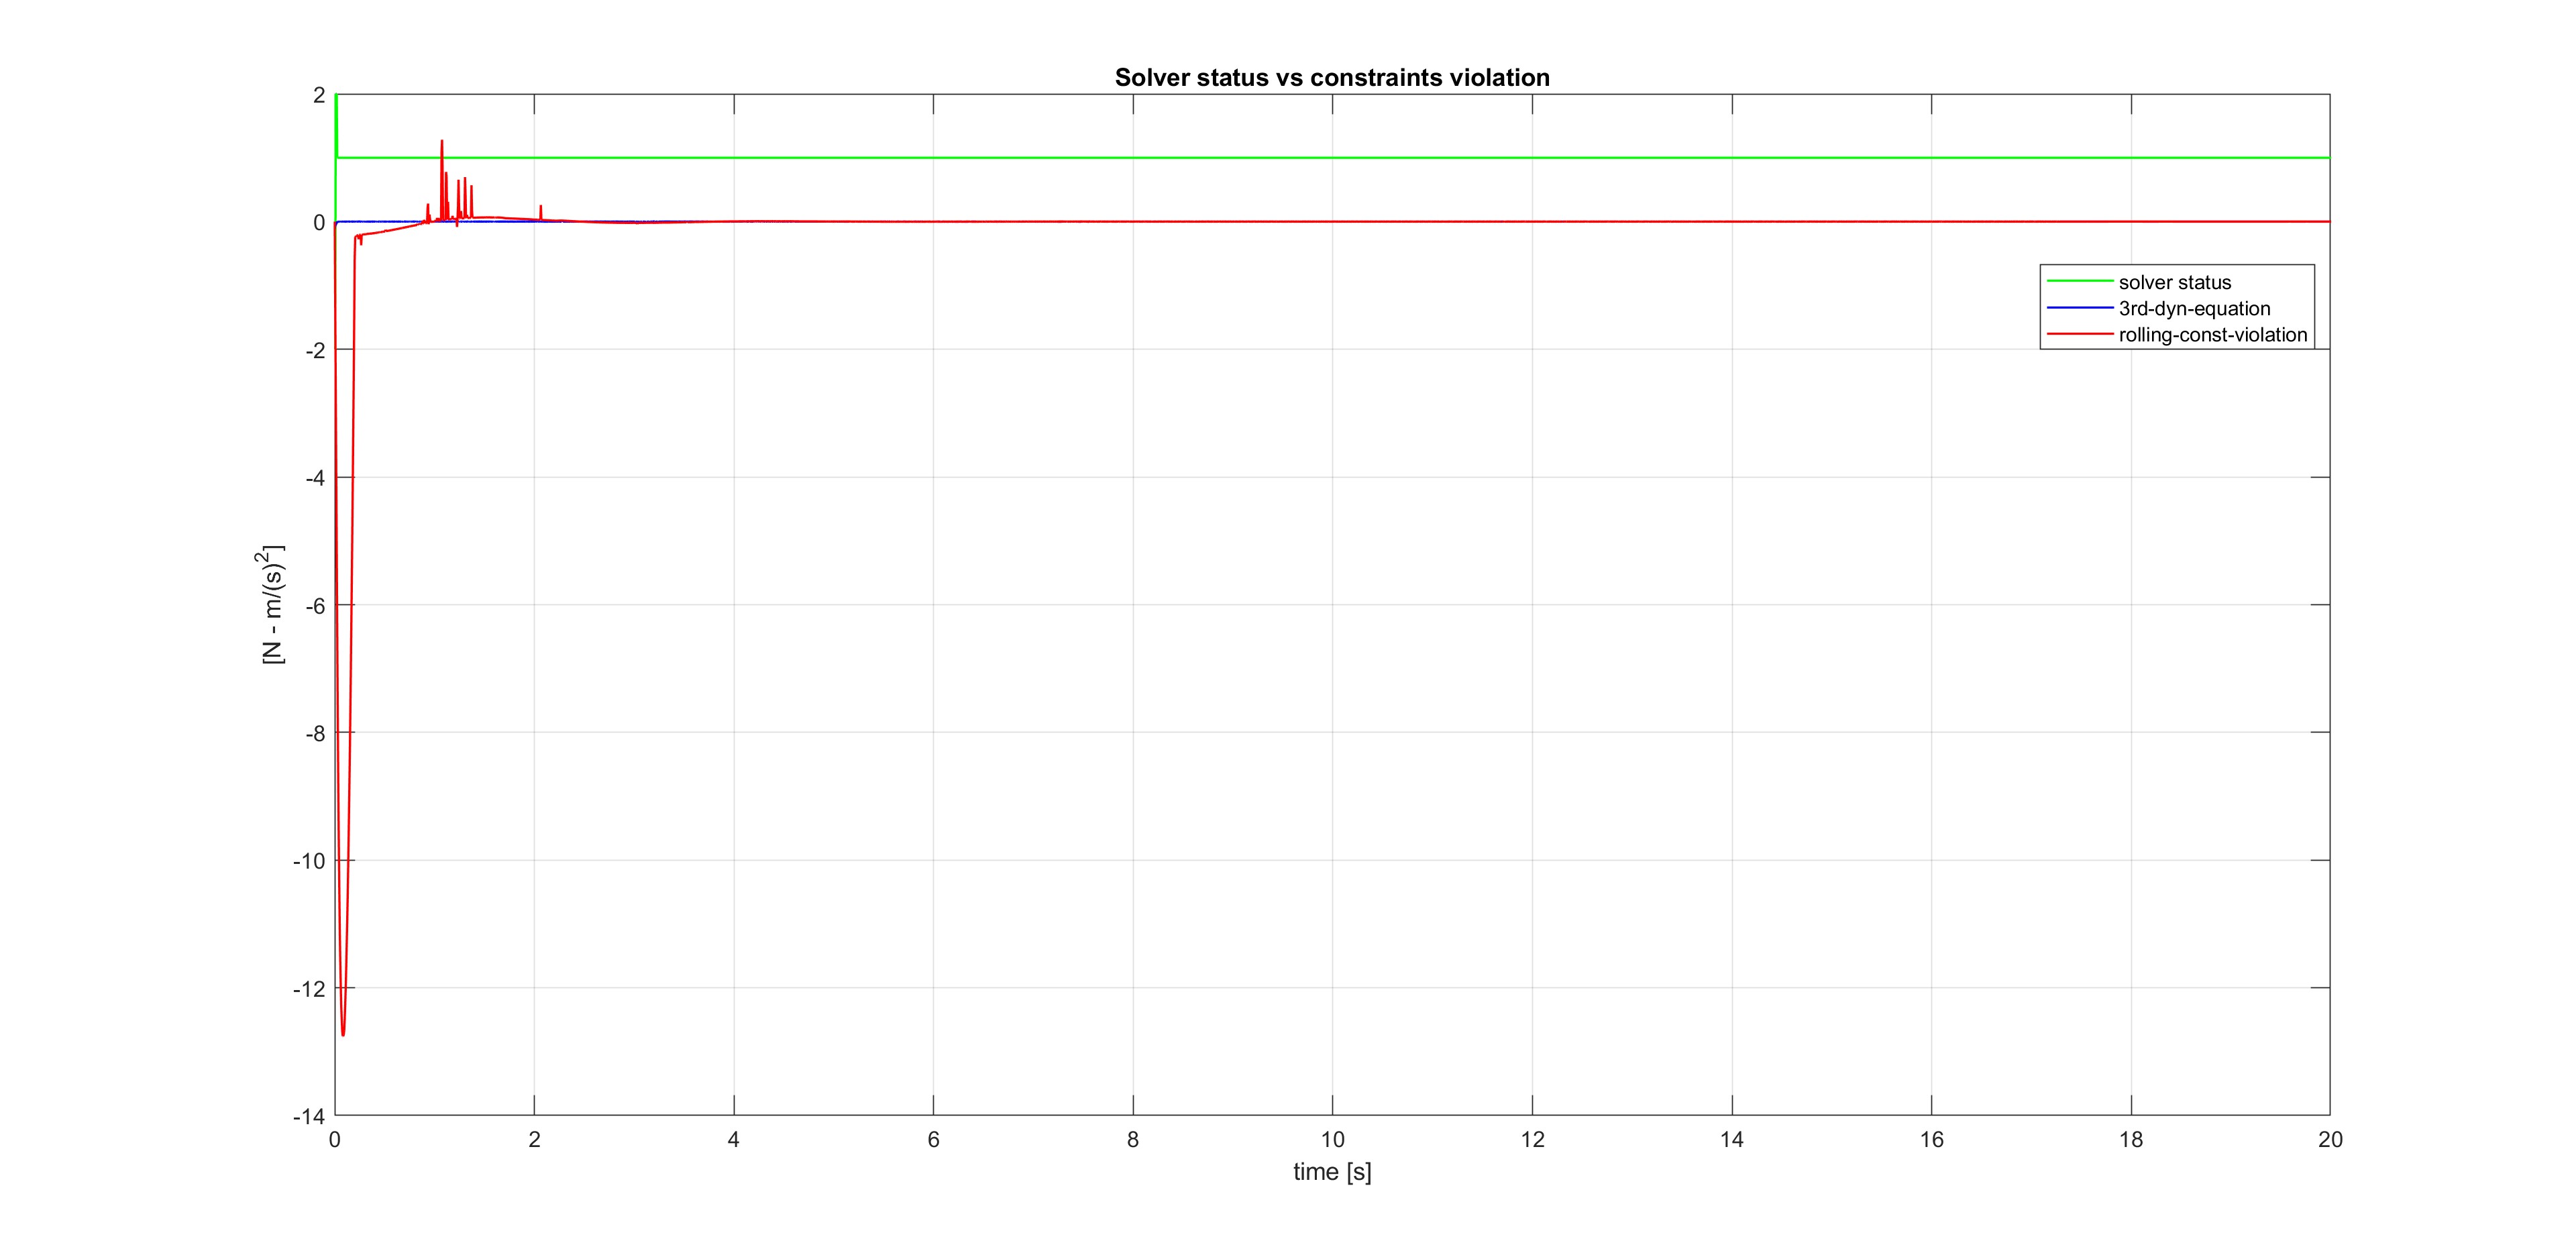 Solver status vs constraints violation
2
0
-2
-4
-6
-8
-10
-12
-14
[N - m/(s)²]
solver status
3rd-dyn-equation
rolling-const-violation
0 2 4 6 8 10 12 14 16 18 20
time [s]